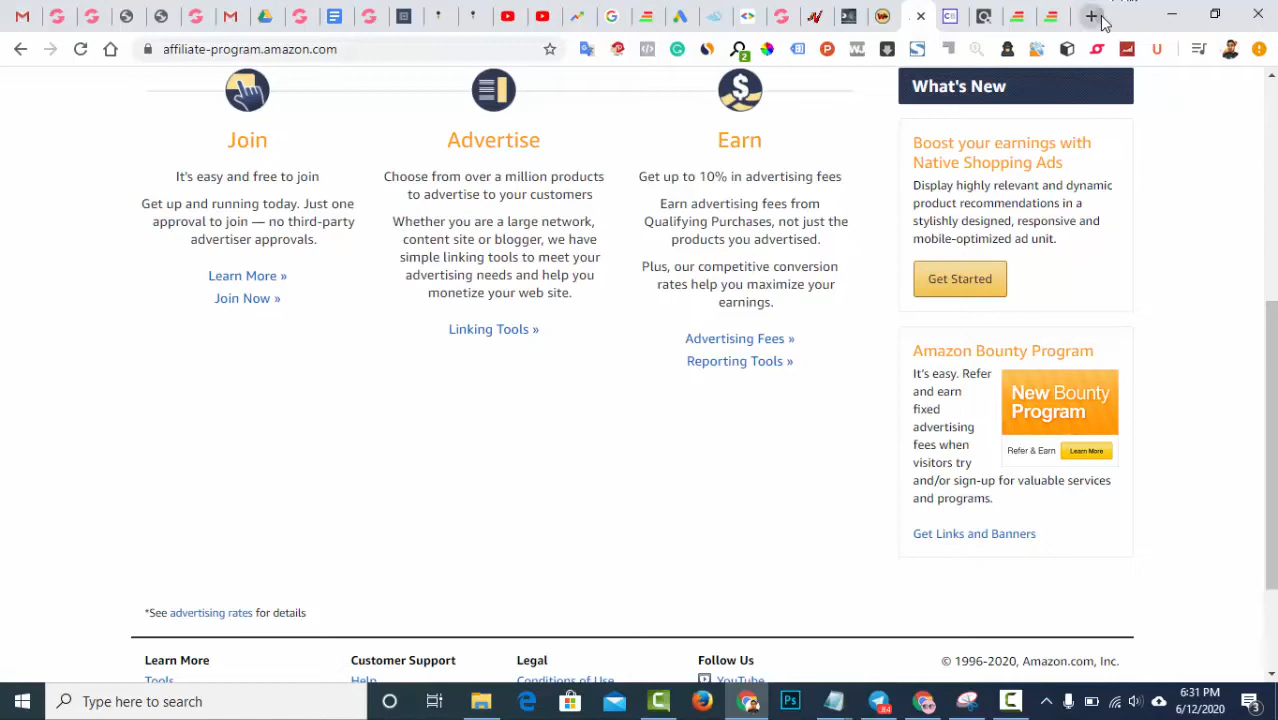 affiliate-program.amazon.com
2
What's New
Join
It's easy and free to join
Get up and running today. Just one
approval to join — no third-party
advertiser approvals.
Learn More »
Join Now »
Advertise
Choose from over a million products
to advertise to your customers
Whether you are a large network,
content site or blogger, we have
simple linking tools to meet your
advertising needs and help you
monetize your web site.
Linking Tools »
Earn
Get up to 10% in advertising fees
Earn advertising fees from
Qualifying Purchases, not just the
products you advertised.
Plus, our competitive conversion
rates help you maximize your
earnings.
Advertising Fees »
Reporting Tools »
Boost your earnings with
Native Shopping Ads
Display highly relevant and dynamic
product recommendations in a
stylishly designed, responsive and
mobile-optimized ad unit.
Get Started
Amazon Bounty Program
It's easy. Refer
and earn
fixed
advertising
fees when
visitors try
and/or sign-up for valuable services
and programs.
New Bounty
Program
Refer & Earn
Learn More
Get Links and Banners
*See advertising rates for details
Learn More
Tools
Customer Support
Help
Legal
Conditions of Use
Follow Us
YouTube
© 1996-2020, Amazon.com, Inc.
Type here to search
6:31 PM
6/12/2020